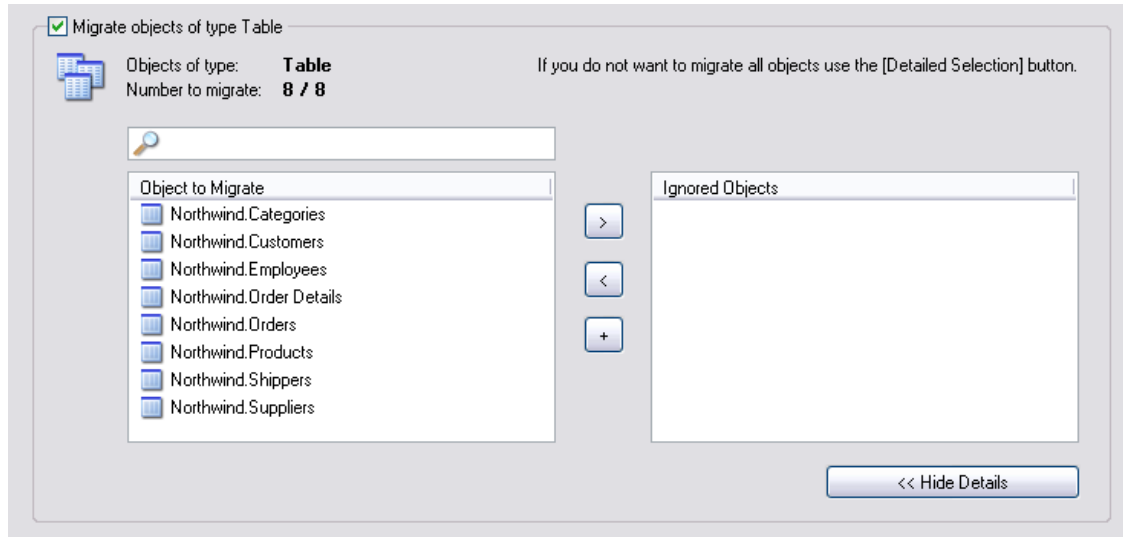 Migrate objects of type Table
Objects of type: Table
If you do not want to migrate all objects use the [Detailed Selection] button.
Number to migrate: 8 / 8
Object to Migrate
Northwind.Categories
Northwind.Customers
Northwind.Employees
Northwind.Order Details
Northwind.Orders
Northwind.Products
Northwind.Shippers
Northwind.Suppliers
>
<
+
Ignored Objects
<< Hide Details